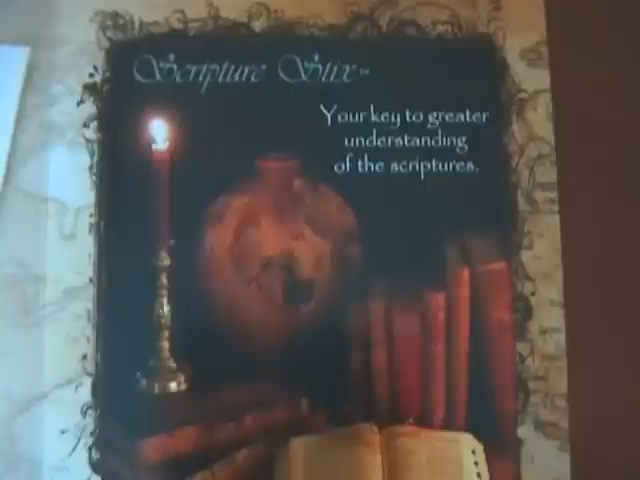 Scripture Stix™
Your key to greater
understanding
of the scriptures.